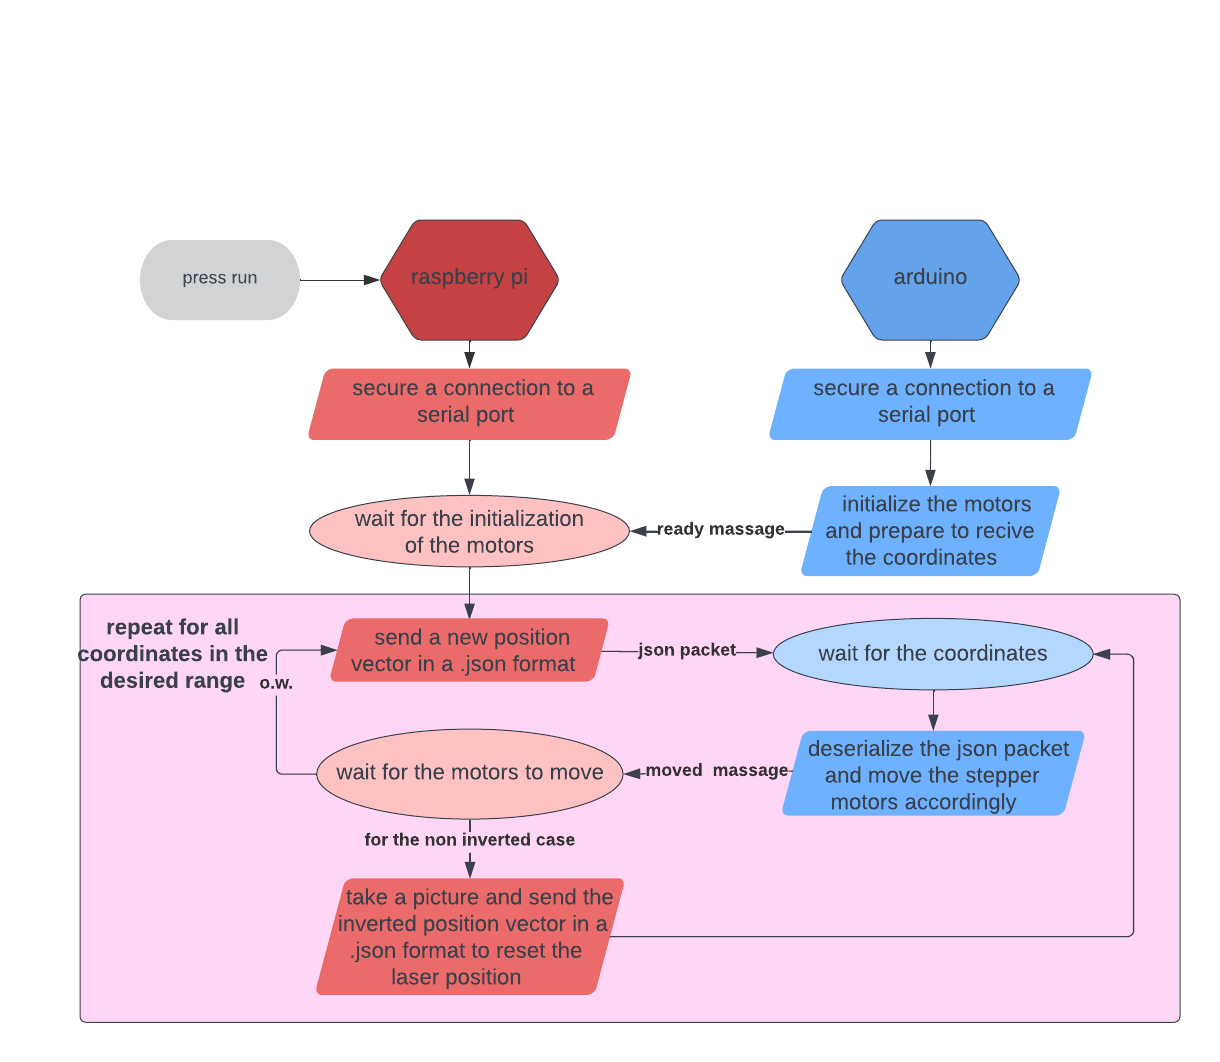 press run
raspberry pi
arduino
secure a connection to a
serial port
secure a connection to a
serial port
wait for the initialization
of the motors
ready massage
initialize the motors
and prepare to recive
the coordinates
repeat for all
coordinates in the
desired range
o.w.
send a new position
vector in a .json format
json packet
wait for the coordinates
wait for the motors to move
moved  massage
deserialize the json packet
and move the stepper
motors accordingly
for the non inverted case
take a picture and send the
inverted position vector in a
.json format to reset the
laser position